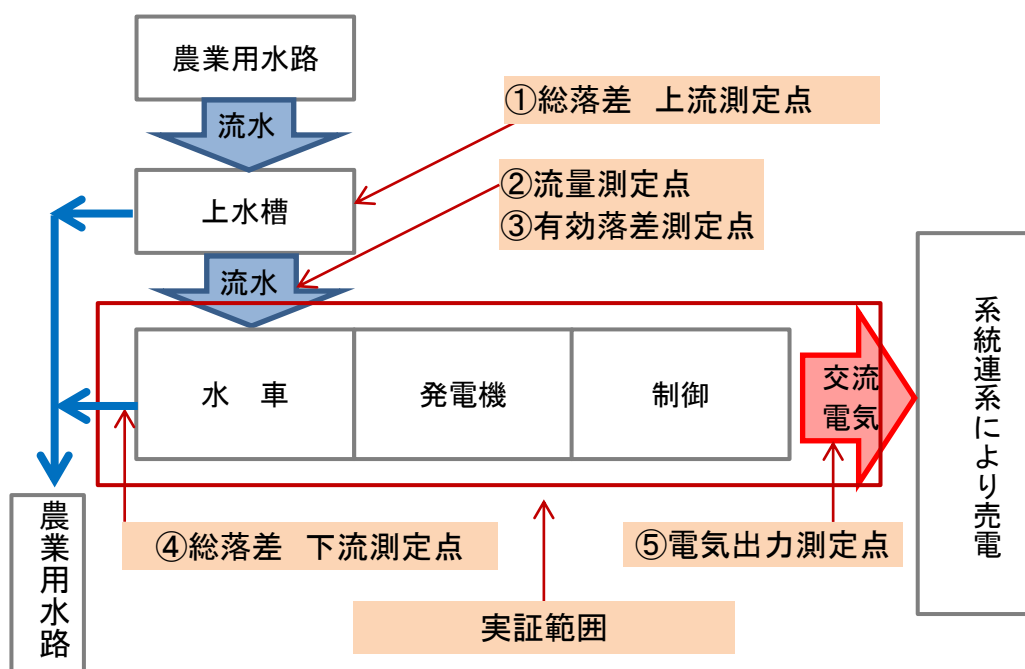 農業用水路
流水
①総落差 上流測定点
上水槽
②流量測定点
③有効落差測定点
流水
水 車
発電機
制御
交流
電気
系統連系により売電
④総落差 下流測定点
⑤電気出力測定点
農業用水路
実証範囲